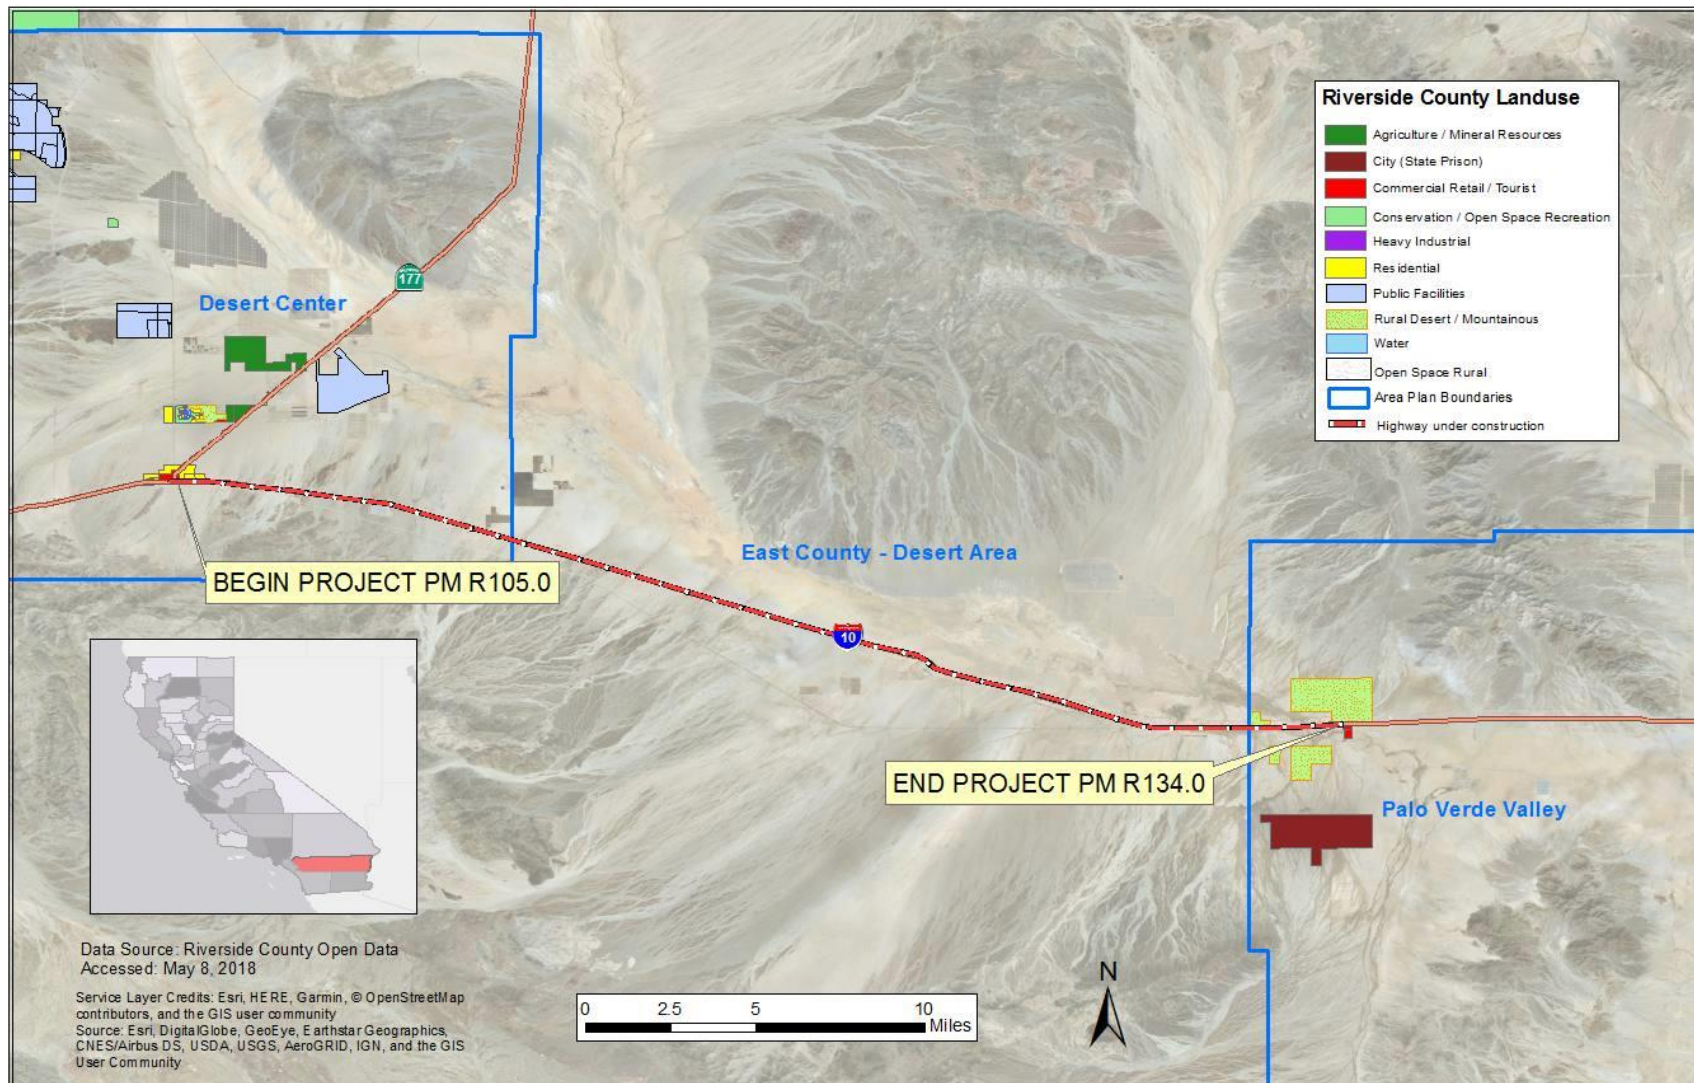 Riverside County Landuse
Agriculture / Mineral Resources
City (State Prison)
Commercial Retail / Tourist
Conservation / Open Space Recreation
Heavy Industrial
Residential
Public Facilities
Rural Desert / Mountainous
Water
Open Space Rural
Area Plan Boundaries
Highway under construction
177
Desert Center
East County - Desert Area
BEGIN PROJECT PM R105.0
10
END PROJECT PM R134.0
Palo Verde Valley
Data Source: Riverside County Open Data
Accessed: May 8, 2018
Service Layer Credits: Esri, HERE, Garmin, © OpenStreetMap
contributors, and the GIS user community
Source: Esri, DigitalGlobe, GeoEye, Earthstar Geographics,
CNES/Airbus DS, USDA, USGS, AeroGRID, IGN, and the GIS
User Community
0 2.5 5 10
Miles
N